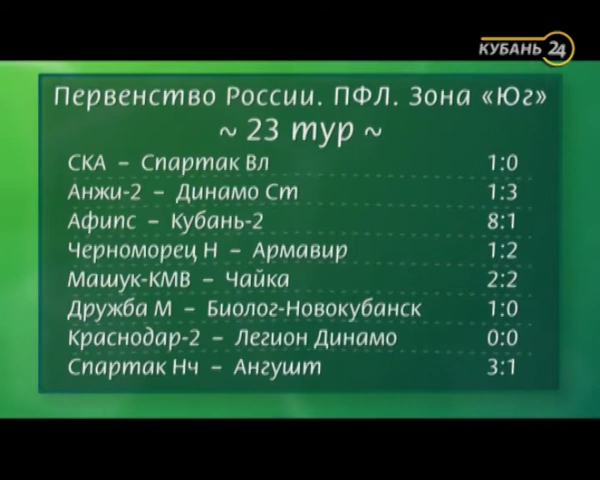 КУБАНЬ 24
Первенство России. ПФЛ. Зона «Юг»
~ 23 тур ~
СКА – Спартак Вл 1:0
Анжи-2 – Динамо Ст 1:3
Афипс – Кубань-2 8:1
Черноморец Н – Армавир 1:2
Машук-КМВ – Чайка 2:2
Дружба М – Биолог-Новокубанск 1:0
Краснодар-2 – Легион Динамо 0:0
Спартак Нч – Ангушт 3:1